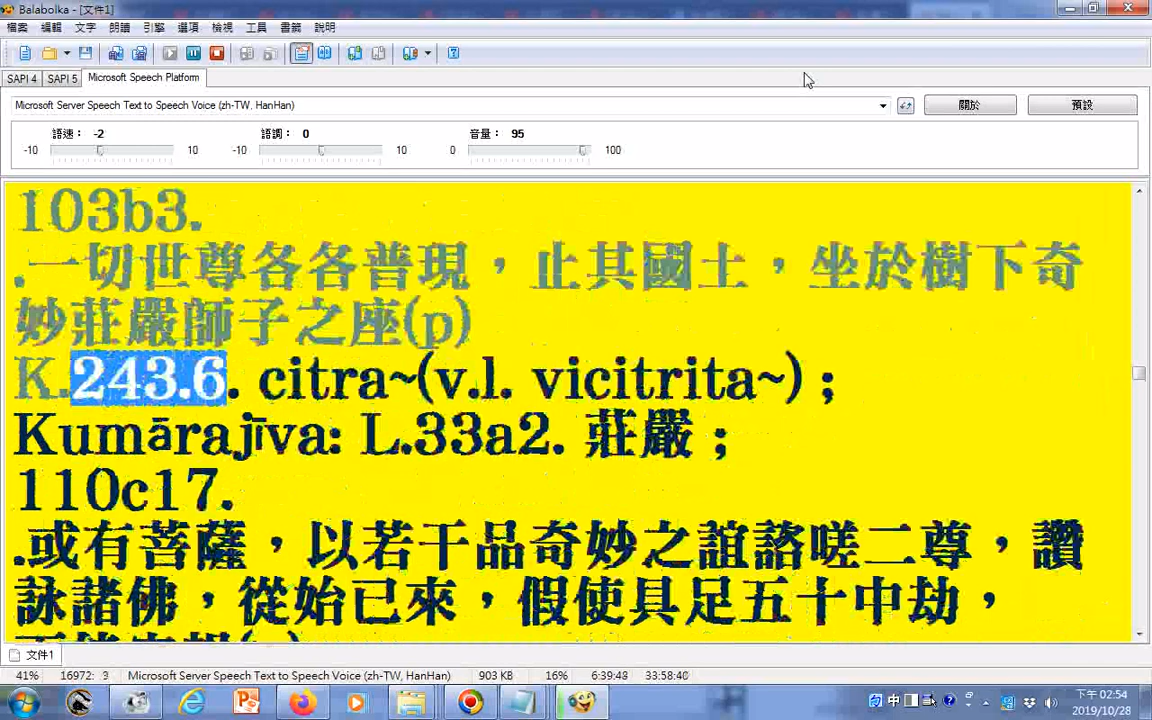 Balabolka - [文件1]
檔案 編輯 文字 朗讀 引擎 選項 檢視 工具 書籤 說明
SAPI 4 SAPI 5 Microsoft Speech Platform
Microsoft Server Speech Text to Speech Voice (zh-TW, HanHan) 關於 預設
語速： -2 語調： 0 音量： 95
-10 10 -10 10 0 100
103b3.
.一切世尊各各普現，止其國土，坐於樹下奇
妙莊嚴師子之座(p)
K.243.6. citra~(v.l. vicitrita~)；
Kumārajīva: L.33a2. 莊嚴；
110c17.
.或有菩薩，以若干品奇妙之誼諮嗟二尊，讚
詠諸佛，從始已來，假使具足五十中劫，
文件1
41% 16972: 3 Microsoft Server Speech Text to Speech Voice (zh-TW, HanHan) 903 KB 16% 6:39:43 33:58:40
中 下午 02:54
2019/10/28